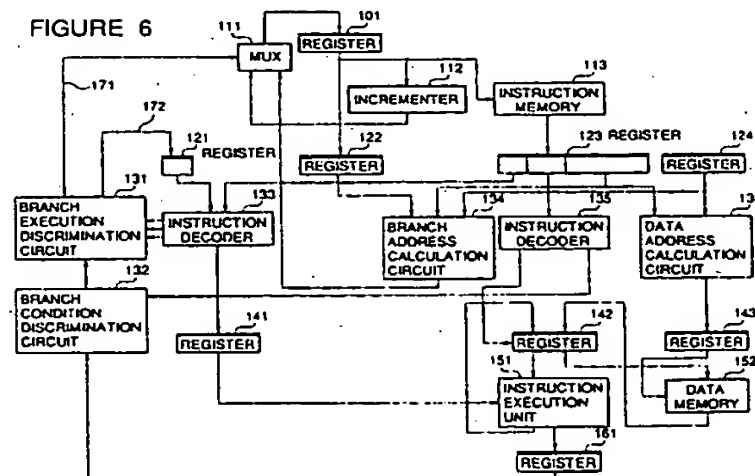 FIGURE 6
111
MUX
101
REGISTER
171
112
INCREMENTER
113
INSTRUCTION
MEMORY
172
121
REGISTER
122
REGISTER
123 REGISTER
124
REGISTER
131
BRANCH
EXECUTION
DISCRIMINATION
CIRCUIT
133
INSTRUCTION
DECODER
154
BRANCH
ADDRESS
CALCULATION
CIRCUIT
135
INSTRUCTION
DECODER
DATA
ADDRESS
CALCULATION
CIRCUIT
132
BRANCH
CONDITION
DISCRIMINATION
CIRCUIT
141
REGISTER
142
REGISTER
143
REGISTER
151
INSTRUCTION
EXECUTION
UNIT
152
DATA
MEMORY
161
REGISTER